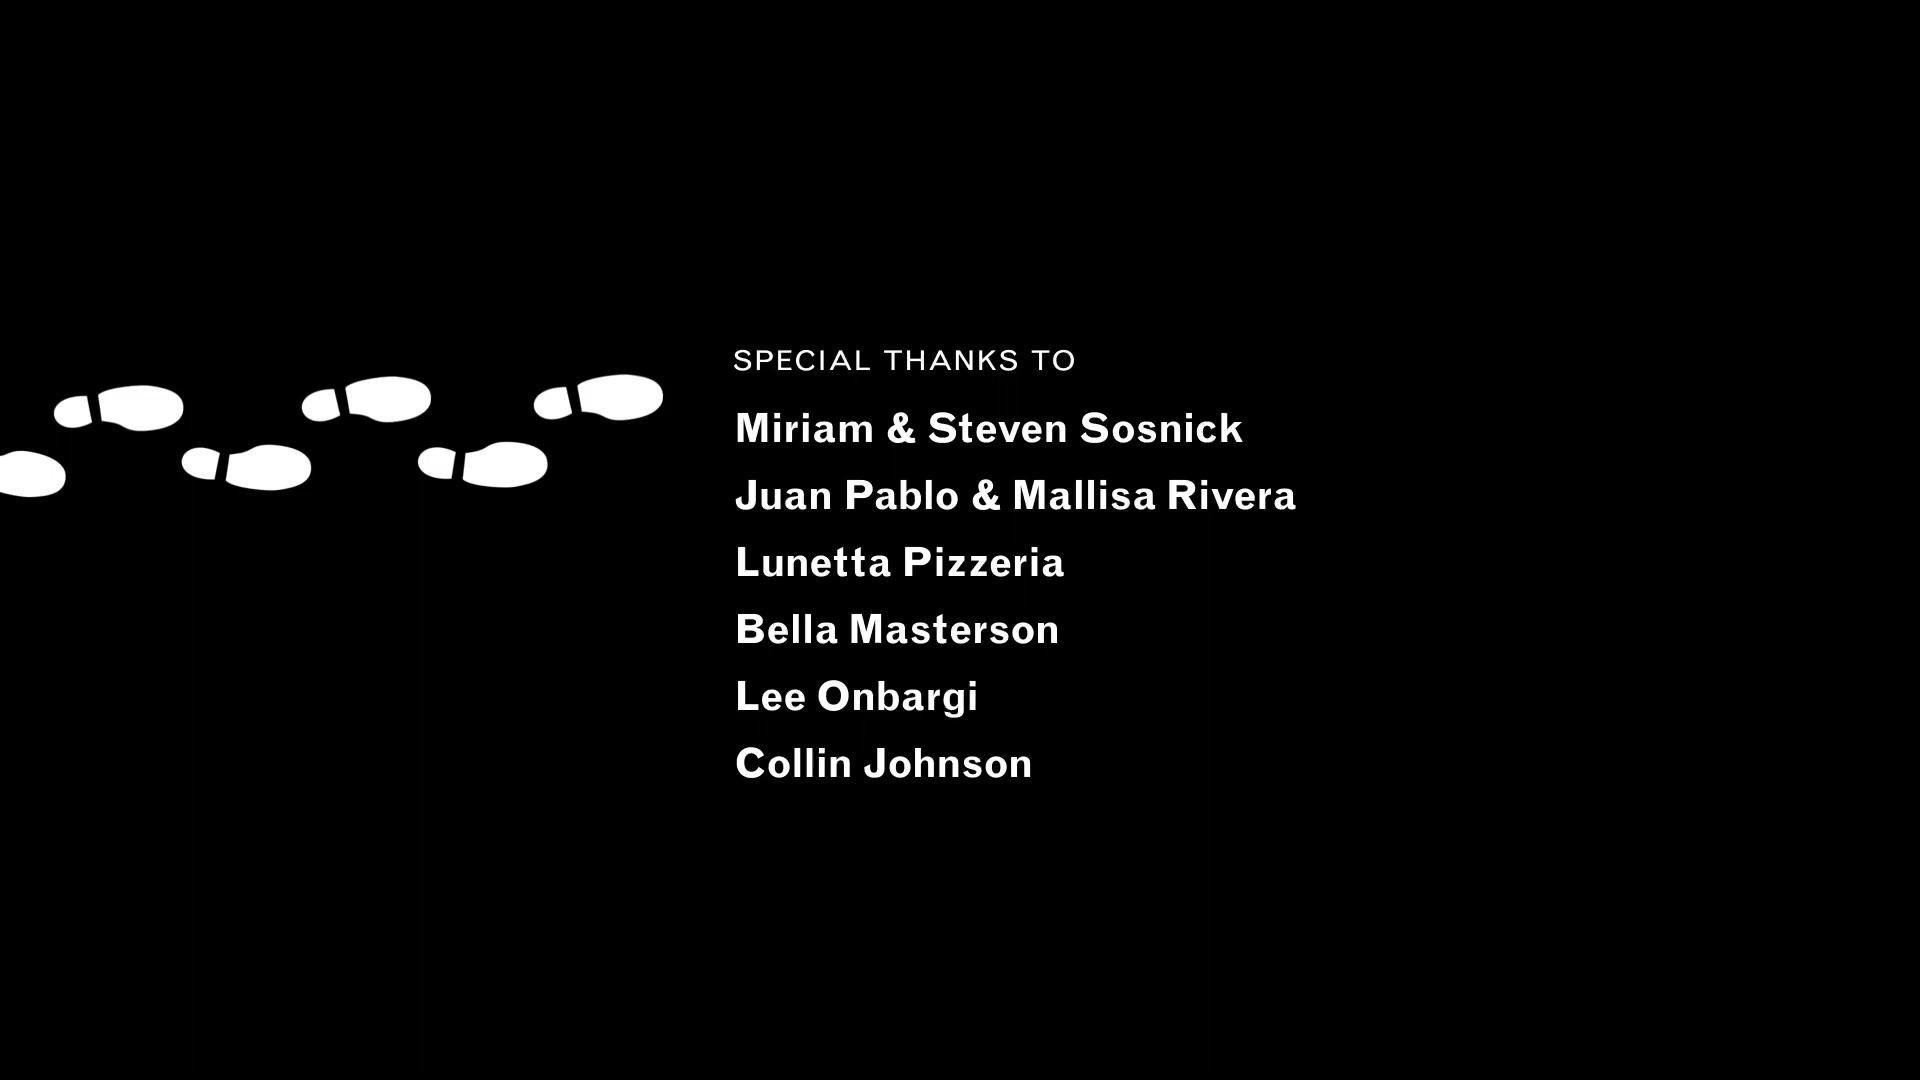 SPECIAL THANKS TO
Miriam & Steven Sosnick
Juan Pablo & Mallisa Rivera
Lunetta Pizzeria
Bella Masterson
Lee Onbargi
Collin Johnson